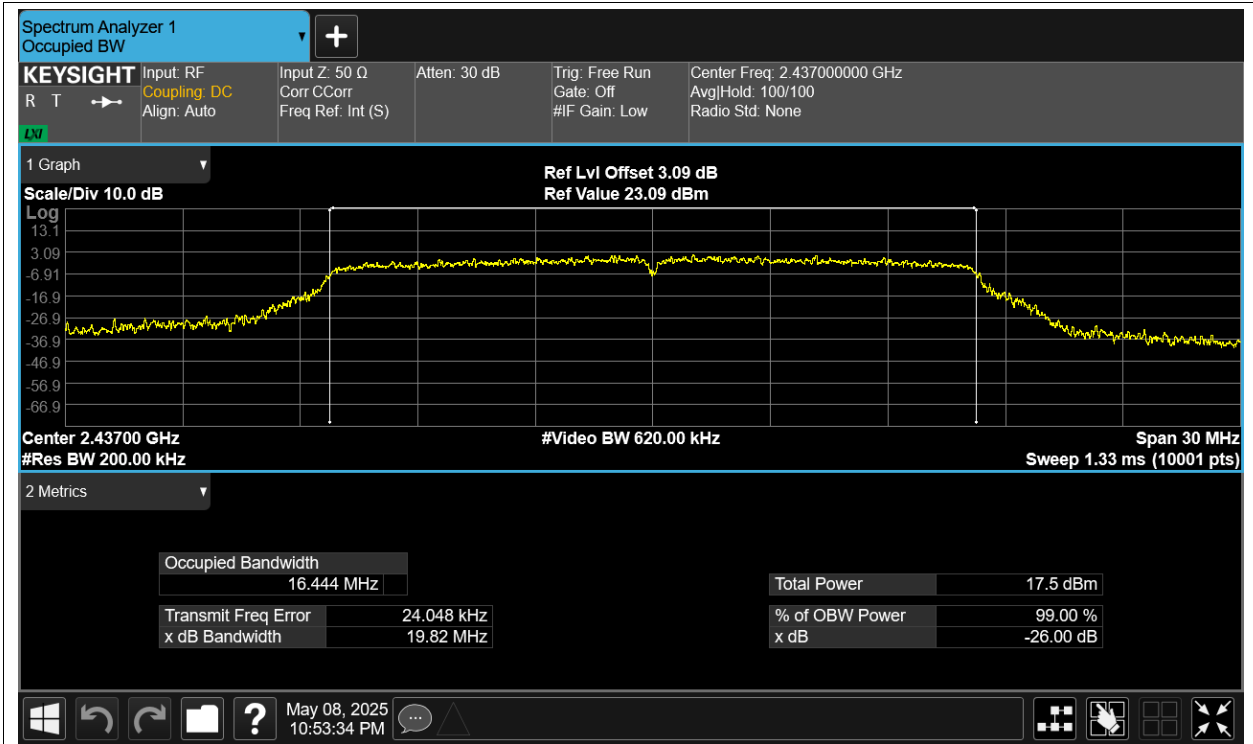 Spectrum Analyzer 1
Occupied BW
KEYSIGHT
R T
LXI
Input: RF
Coupling: DC
Align: Auto
Input Z: 50 Ω
Corr CCorr
Freq Ref: Int (S)
Atten: 30 dB
Trig: Free Run
Gate: Off
#IF Gain: Low
Center Freq: 2.437000000 GHz
Avg|Hold: 100/100
Radio Std: None
1 Graph
Scale/Div 10.0 dB
Ref Lvl Offset 3.09 dB
Ref Value 23.09 dBm
Log
13.1
3.09
-6.91
-16.9
-26.9
-36.9
-46.9
-56.9
-66.9
Center 2.43700 GHz
#Res BW 200.00 kHz
#Video BW 620.00 kHz
Span 30 MHz
Sweep 1.33 ms (10001 pts)
2 Metrics
Occupied Bandwidth
16.444 MHz
Transmit Freq Error 24.048 kHz
x dB Bandwidth 19.82 MHz
Total Power 17.5 dBm
% of OBW Power 99.00 %
x dB -26.00 dB
?
May 08, 2025
10:53:34 PM